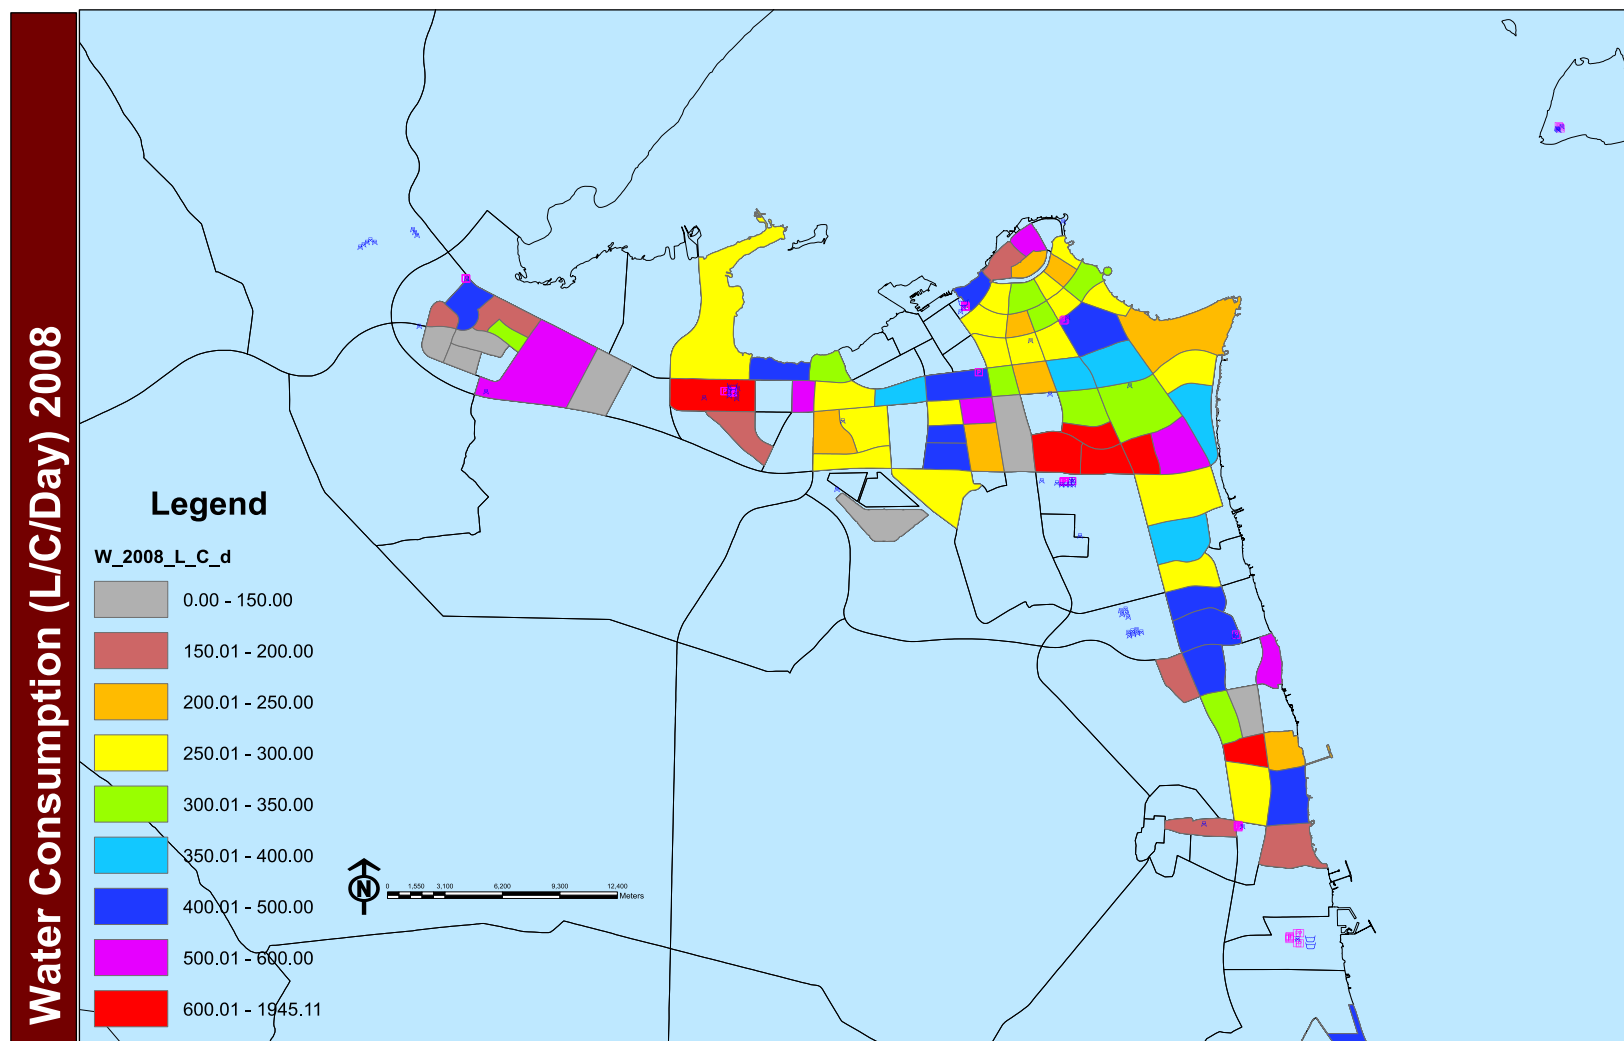 Water Consumption (L/C/Day) 2008
Legend
W_2008_L_C_d
0.00 - 150.00
150.01 - 200.00
200.01 - 250.00
250.01 - 300.00
300.01 - 350.00
350.01 - 400.00
400.01 - 500.00
500.01 - 600.00
600.01 - 1945.11
N
0 1,550 3,100 6,200 9,300 12,400
Meters